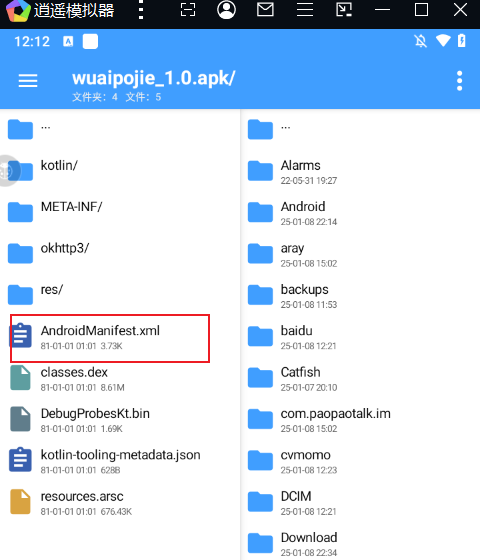 逍遥模拟器
12:12 A
wuaipojie_1.0.apk/
文件夹：4 文件：5
...
kotlin/
META-INF/
okhttp3/
res/
AndroidManifest.xml
81-01-01 01:01 3.73K
classes.dex
81-01-01 01:01 8.61M
DebugProbesKt.bin
81-01-01 01:01 1.69K
kotlin-tooling-metadata.json
81-01-01 01:01 628B
resources.arsc
81-01-01 01:01 676.43K
...
Alarms
22-05-31 19:27
Android
25-01-08 22:14
aray
25-01-08 15:02
backups
25-01-08 11:53
baidu
25-01-08 12:21
Catfish
25-01-07 20:10
com.paopaotalk.im
25-01-08 15:02
cvmomo
25-01-08 12:23
DCIM
25-01-08 12:21
Download
25-01-08 22:34